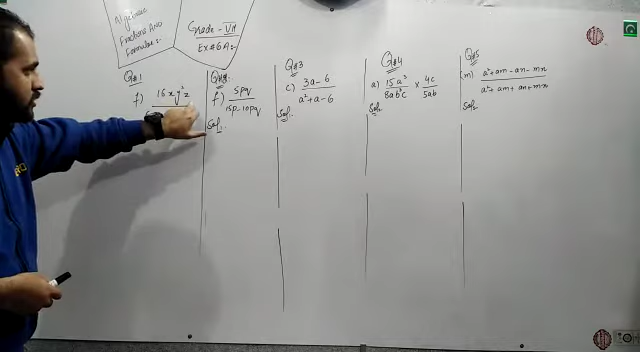 Algebraic
Fractions And
Formulae:-
Grade - VII
Ex # 6A:-
Q#1
f) 16xy²z
Q#2
f) 5pq / 15p-10pq
Sol:-
Q#3
c) 3a-6 / a²+a-6
Sol:-
Q#4
a) 15a³ / 8ab²c × 4c / 5ab
Sol:-
Q#5
(m) a²+am-an-mn / a²+am+an+mn
Sol:-